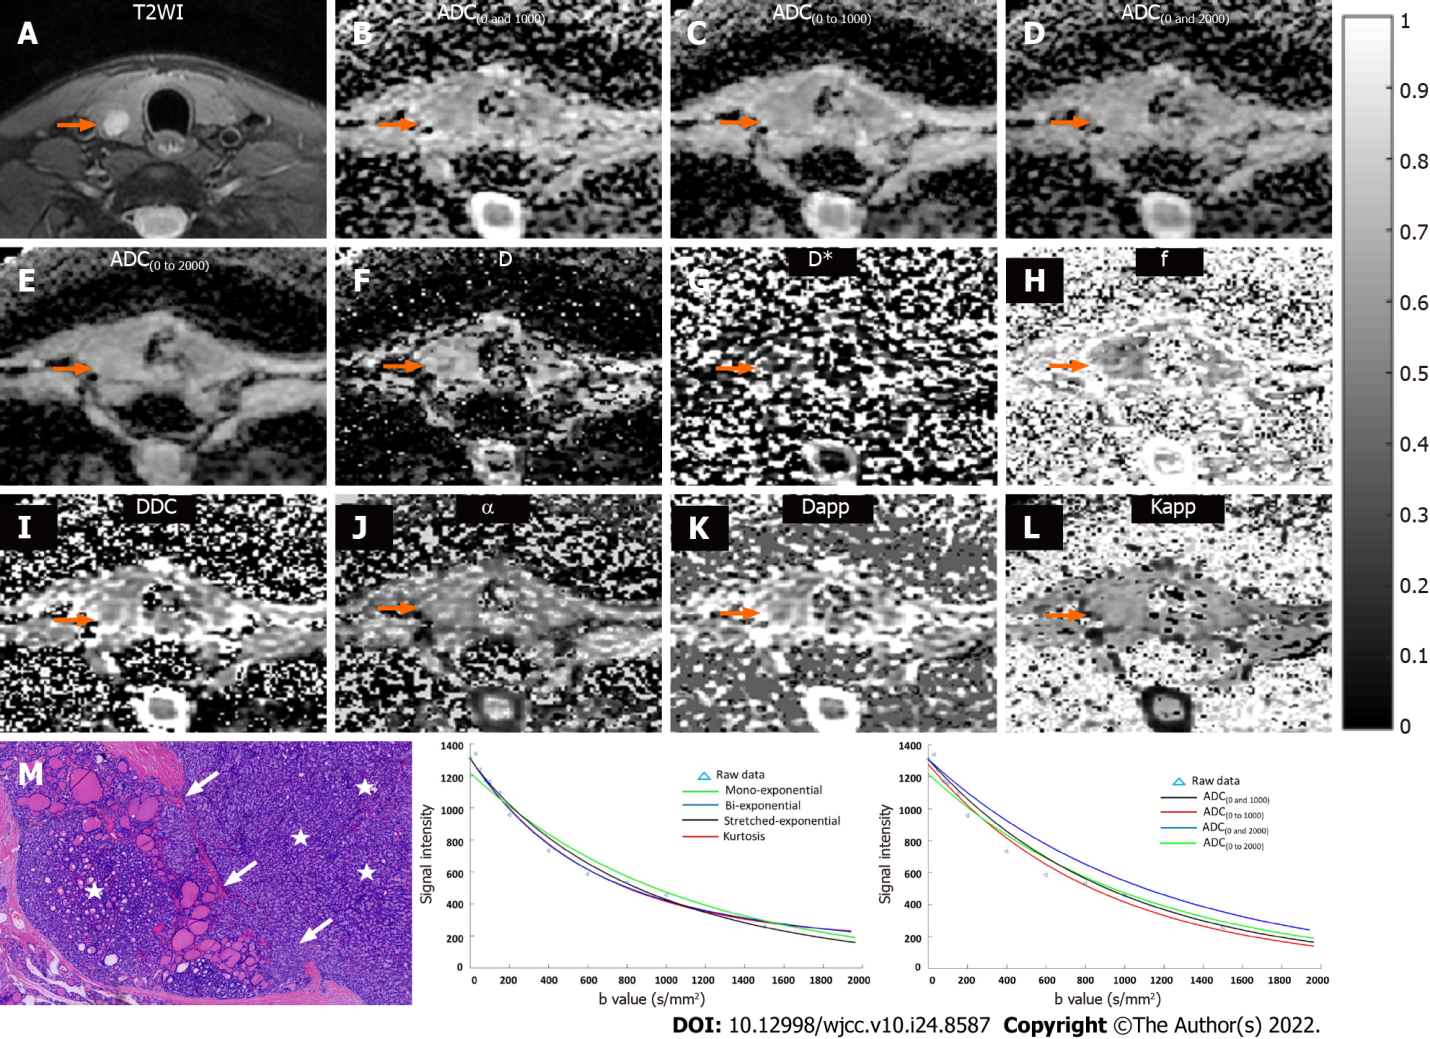 T2WI
A
ADC(0 and 1000)
B
ADC(0 to 1000)
C
ADC(0 and 2000)
D
ADC(0 to 2000)
E
D
F
D*
G
f
H
DDC
I
α
J
Dapp
K
Kapp
L
1
0.9
0.8
0.7
0.6
0.5
0.4
0.3
0.2
0.1
0
M
1400
1200
1000
800
600
400
200
0
Signal intensity
Raw data
Mono-exponential
Bi-exponential
Stretched-exponential
Kurtosis
0 200 400 600 800 1000 1200 1400 1600 1800 2000
b value (s/mm²)
1400
1200
1000
800
600
400
200
0
Signal intensity
Raw data
ADC(0 and 1000)
ADC(0 to 1000)
ADC(0 and 2000)
ADC(0 to 2000)
0 200 400 600 800 1000 1200 1400 1600 1800 2000
b value (s/mm²)
DOI: 10.12998/wjcc.v10.i24.8587 Copyright ©The Author(s) 2022.